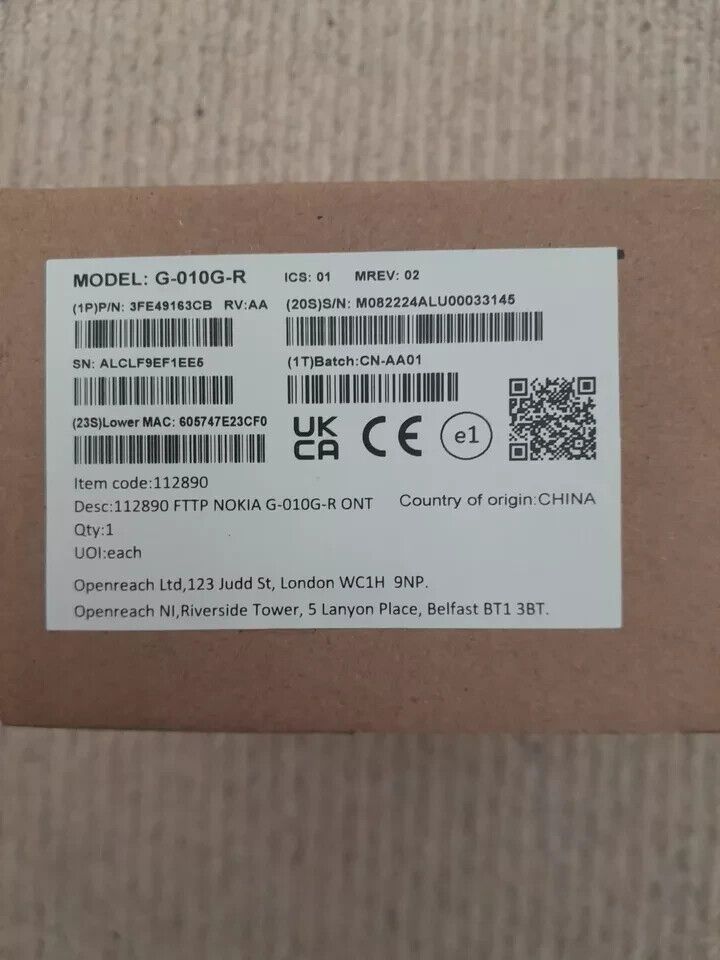 MODEL: G-010G-R ICS: 01 MREV: 02
(1P)P/N: 3FE49163CB RV:AA (20S)S/N: M082224ALU00033145
SN: ALCLF9EF1EE5 (1T)Batch:CN-AA01
(23S)Lower MAC: 605747E23CF0 UK CA CE e1
Item code:112890
Desc:112890 FTTP NOKIA G-010G-R ONT Country of origin:CHINA
Qty:1
UOI:each
Openreach Ltd,123 Judd St, London WC1H 9NP.
Openreach NI,Riverside Tower, 5 Lanyon Place, Belfast BT1 3BT.